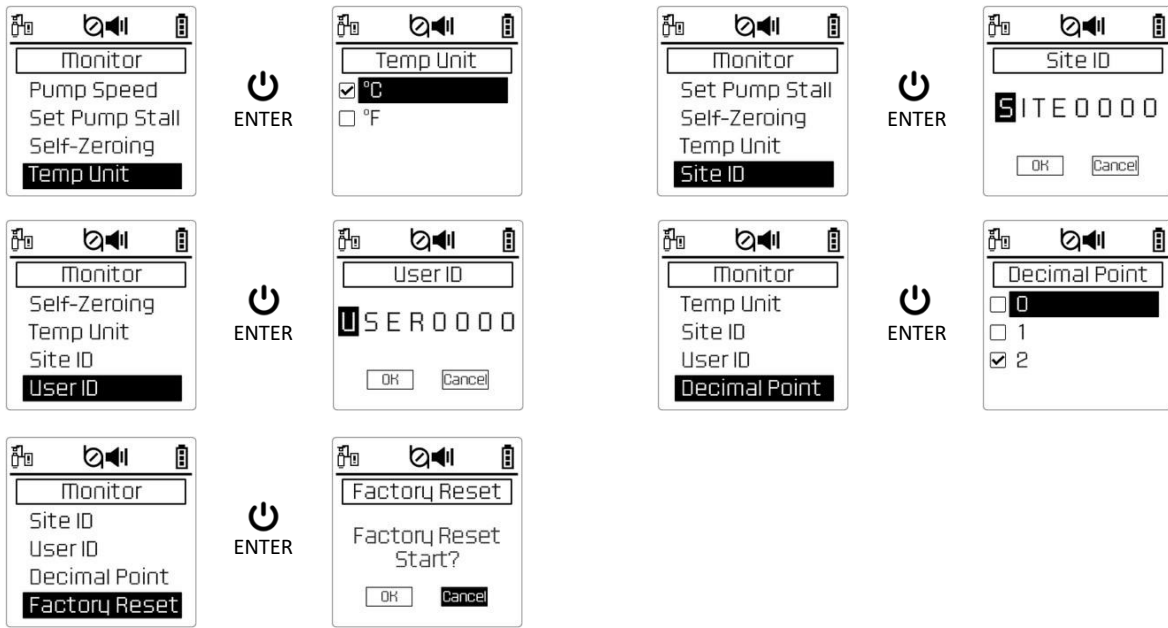 Monitor
Pump Speed
Set Pump Stall
Self-Zeroing
Temp Unit
ENTER
Temp Unit
°C
°F
Monitor
Set Pump Stall
Self-Zeroing
Temp Unit
Site ID
ENTER
Site ID
SITE0000
OK Cancel
Monitor
Self-Zeroing
Temp Unit
Site ID
User ID
ENTER
User ID
USER0000
OK Cancel
Monitor
Temp Unit
Site ID
User ID
Decimal Point
ENTER
Decimal Point
0
1
2
Monitor
Site ID
User ID
Decimal Point
Factory Reset
ENTER
Factory Reset
Factory Reset
Start?
OK Cancel